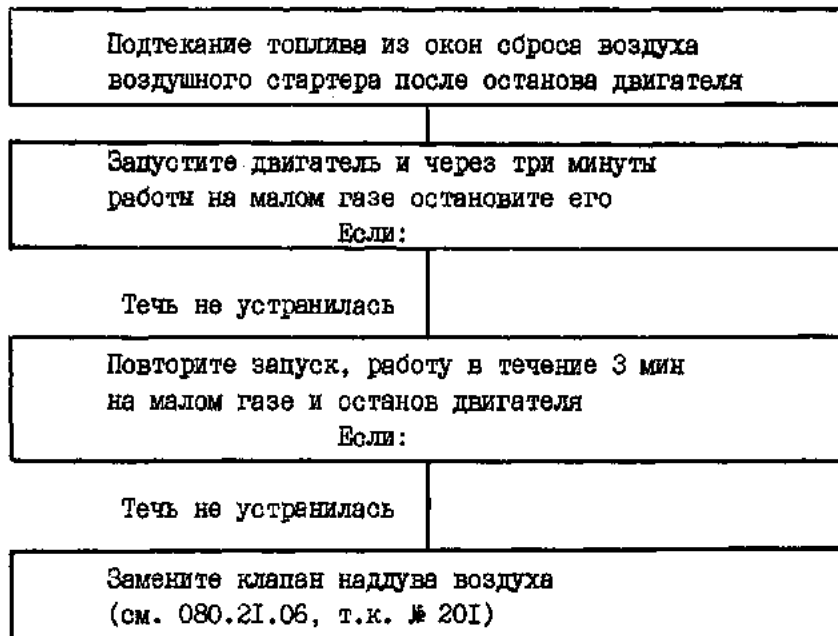 Подтекание топлива из окон сброса воздуха
воздушного стартера после останова двигателя
Запустите двигатель и через три минуты
работы на малом газе остановите его
Если:
Течь не устранилась
Повторите запуск, работу в течение 3 мин
на малом газе и останов двигателя
Если:
Течь не устранилась
Замените клапан наддува воздуха
(см. 080.21.06, т.к. № 201)